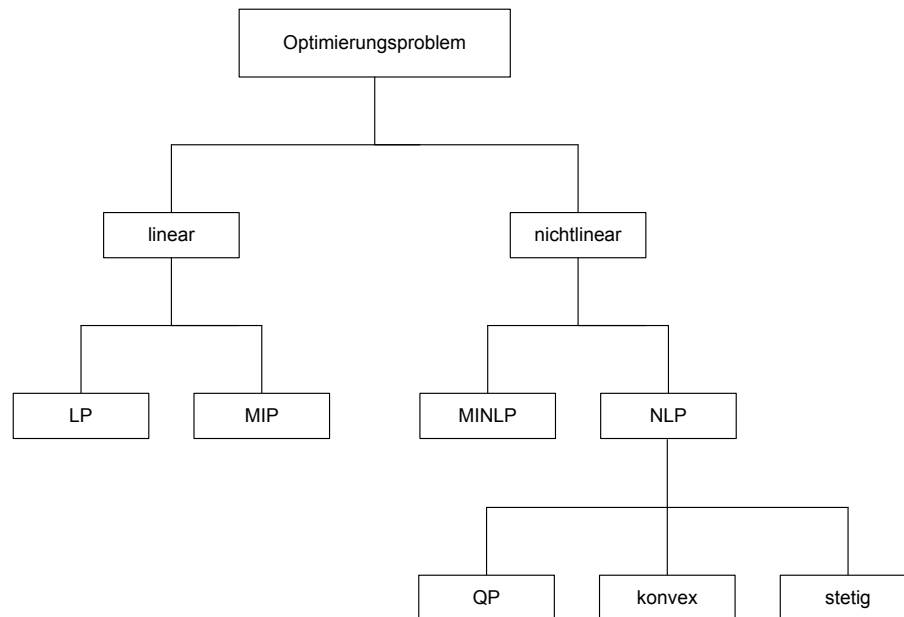 Optimierungsproblem
linear
nichtlinear
LP
MIP
MINLP
NLP
QP
konvex
stetig